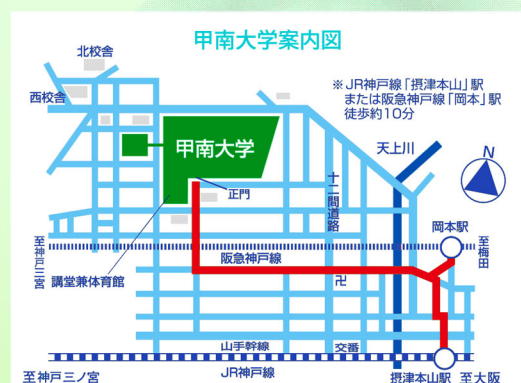 甲南大学案内図
北校舎
西校舎
※JR神戸線「摂津本山」駅
または阪急神戸線「岡本」駅
徒歩約10分
天上川
N
甲南大学
正門
十二間道路
岡本駅
至神戸三宮
至梅田
阪急神戸線
講堂兼体育館
卍
山手幹線
交番
至神戸三ノ宮
JR神戸線
摂津本山駅
至大阪